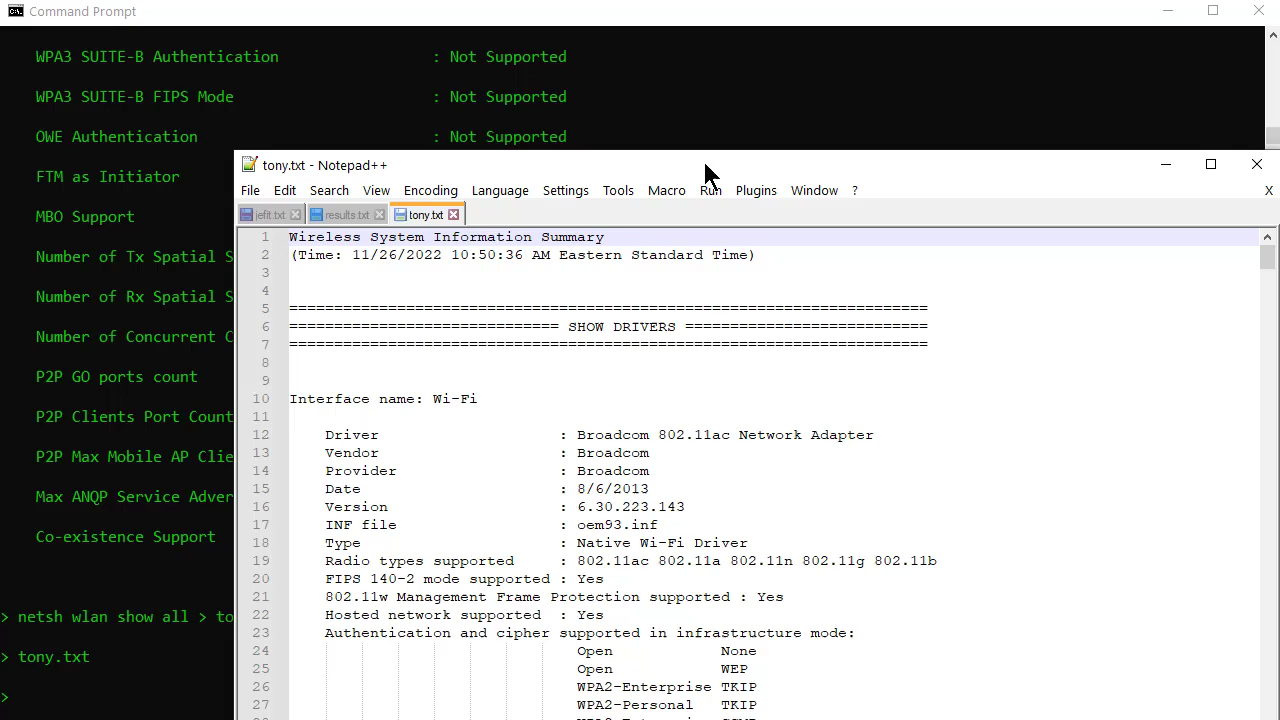 Command Prompt
WPA3 SUITE-B Authentication : Not Supported
WPA3 SUITE-B FIPS Mode : Not Supported
OWE Authentication : Not Supported
FTM as Initiator
MBO Support
Number of Tx Spatial S
Number of Rx Spatial S
Number of Concurrent C
P2P GO ports count
P2P Clients Port Count
P2P Max Mobile AP Clie
Max ANQP Service Adver
Co-existence Support
> netsh wlan show all > to
> tony.txt
>
tony.txt - Notepad++
File Edit Search View Encoding Language Settings Tools Macro Run Plugins Window ? X
jefit.txt results.txt tony.txt
1 Wireless System Information Summary
2 (Time: 11/26/2022 10:50:36 AM Eastern Standard Time)
3
4
5 =======================================================================
6 ============================== SHOW DRIVERS ===========================
7 =======================================================================
8
9
10 Interface name: Wi-Fi
11
12 Driver : Broadcom 802.11ac Network Adapter
13 Vendor : Broadcom
14 Provider : Broadcom
15 Date : 8/6/2013
16 Version : 6.30.223.143
17 INF file : oem93.inf
18 Type : Native Wi-Fi Driver
19 Radio types supported : 802.11ac 802.11a 802.11n 802.11g 802.11b
20 FIPS 140-2 mode supported : Yes
21 802.11w Management Frame Protection supported : Yes
22 Hosted network supported : Yes
23 Authentication and cipher supported in infrastructure mode:
24 Open None
25 Open WEP
26 WPA2-Enterprise TKIP
27 WPA2-Personal TKIP